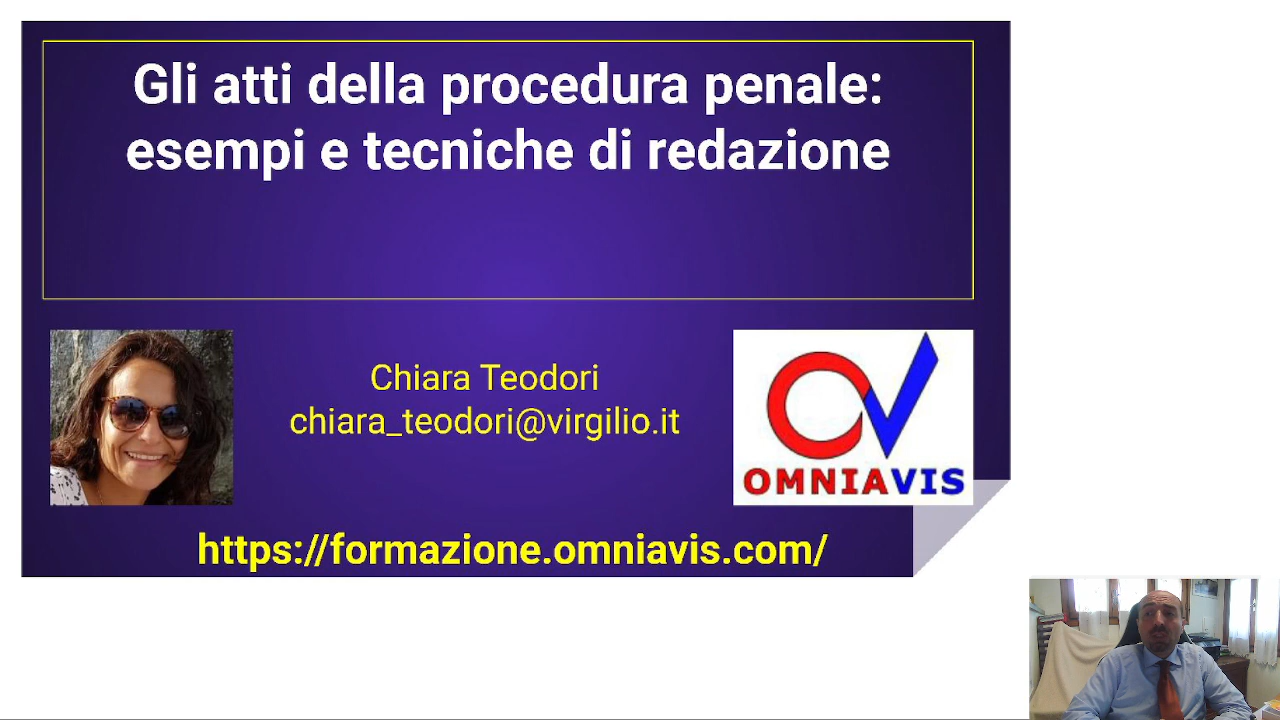 Gli atti della procedura penale:
esempi e tecniche di redazione
Chiara Teodori
chiara_teodori@virgilio.it
OMNIAVIS
https://formazione.omniavis.com/